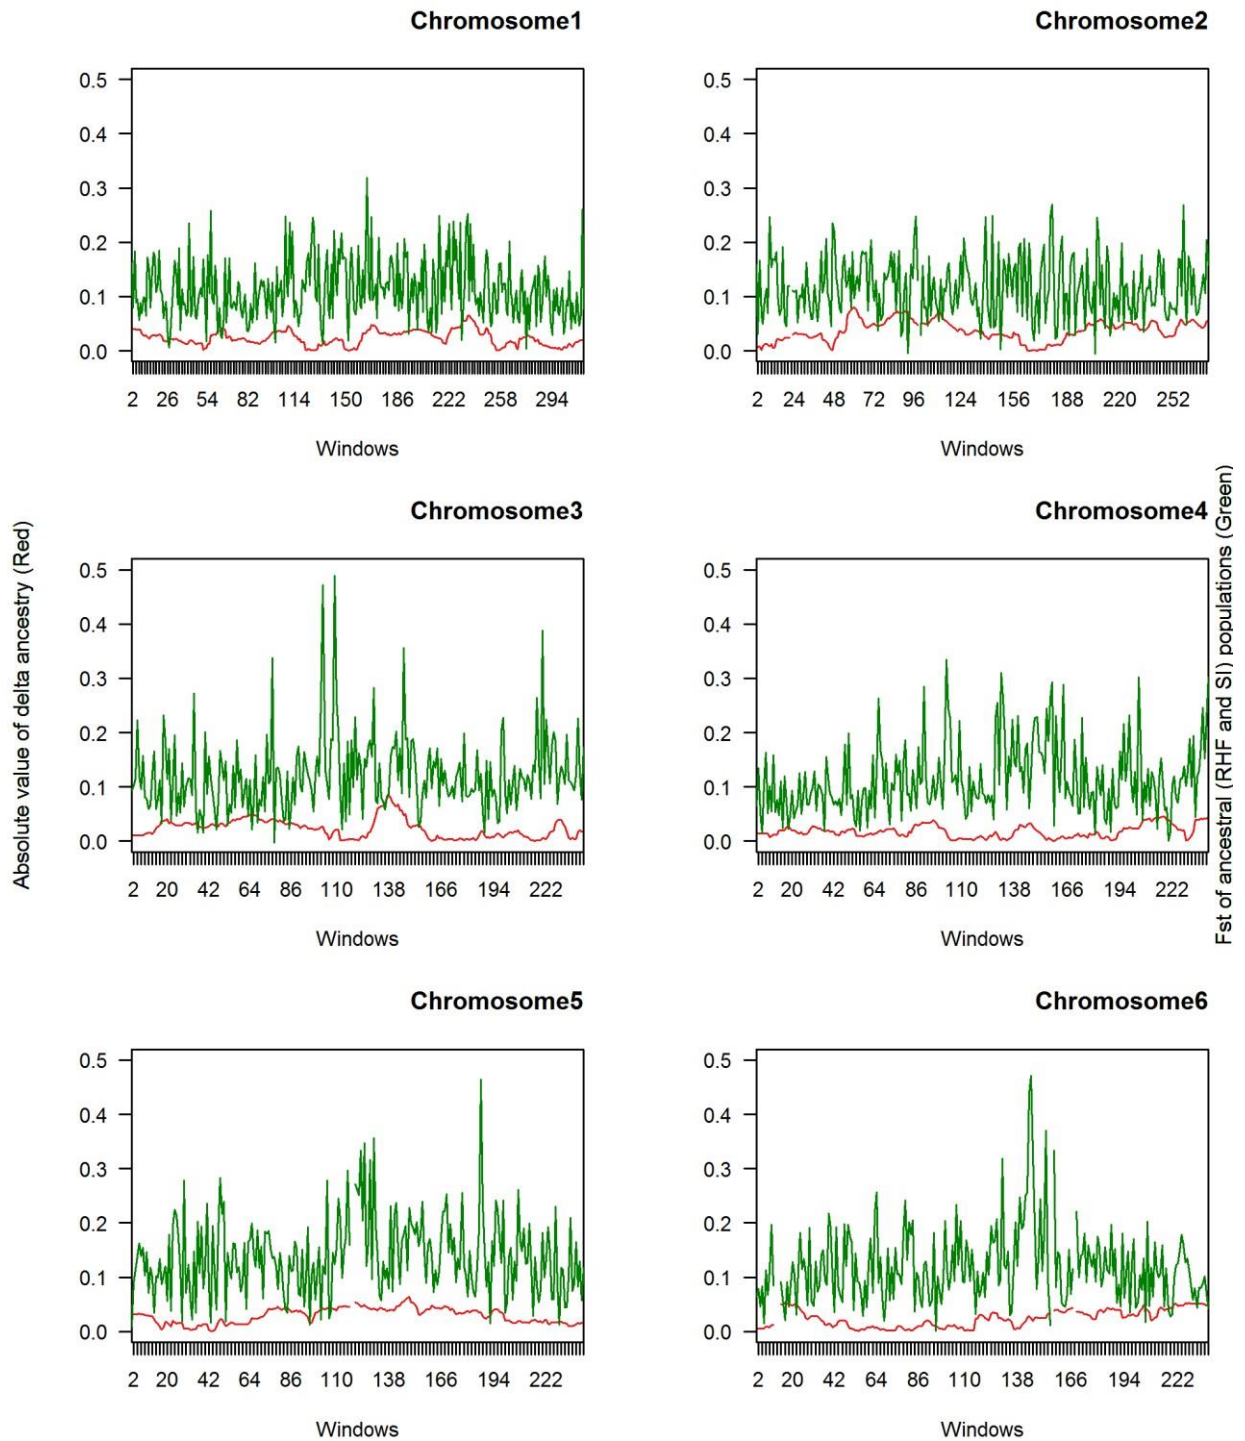 Chromosome1
0.5
0.4
0.3
0.2
0.1
0.0
2 26 54 82 114 150 186 222 258 294
Windows
Chromosome2
0.5
0.4
0.3
0.2
0.1
0.0
2 24 48 72 96 124 156 188 220 252
Windows
Absolute value of delta ancestry (Red)
Chromosome3
0.5
0.4
0.3
0.2
0.1
0.0
2 20 42 64 86 110 138 166 194 222
Windows
Chromosome4
0.5
0.4
0.3
0.2
0.1
0.0
2 20 42 64 86 110 138 166 194 222
Windows
Fst of ancestral (RHF and SI) populations (Green)
Chromosome5
0.5
0.4
0.3
0.2
0.1
0.0
2 20 42 64 86 110 138 166 194 222
Windows
Chromosome6
0.5
0.4
0.3
0.2
0.1
0.0
2 20 42 64 86 110 138 166 194 222
Windows